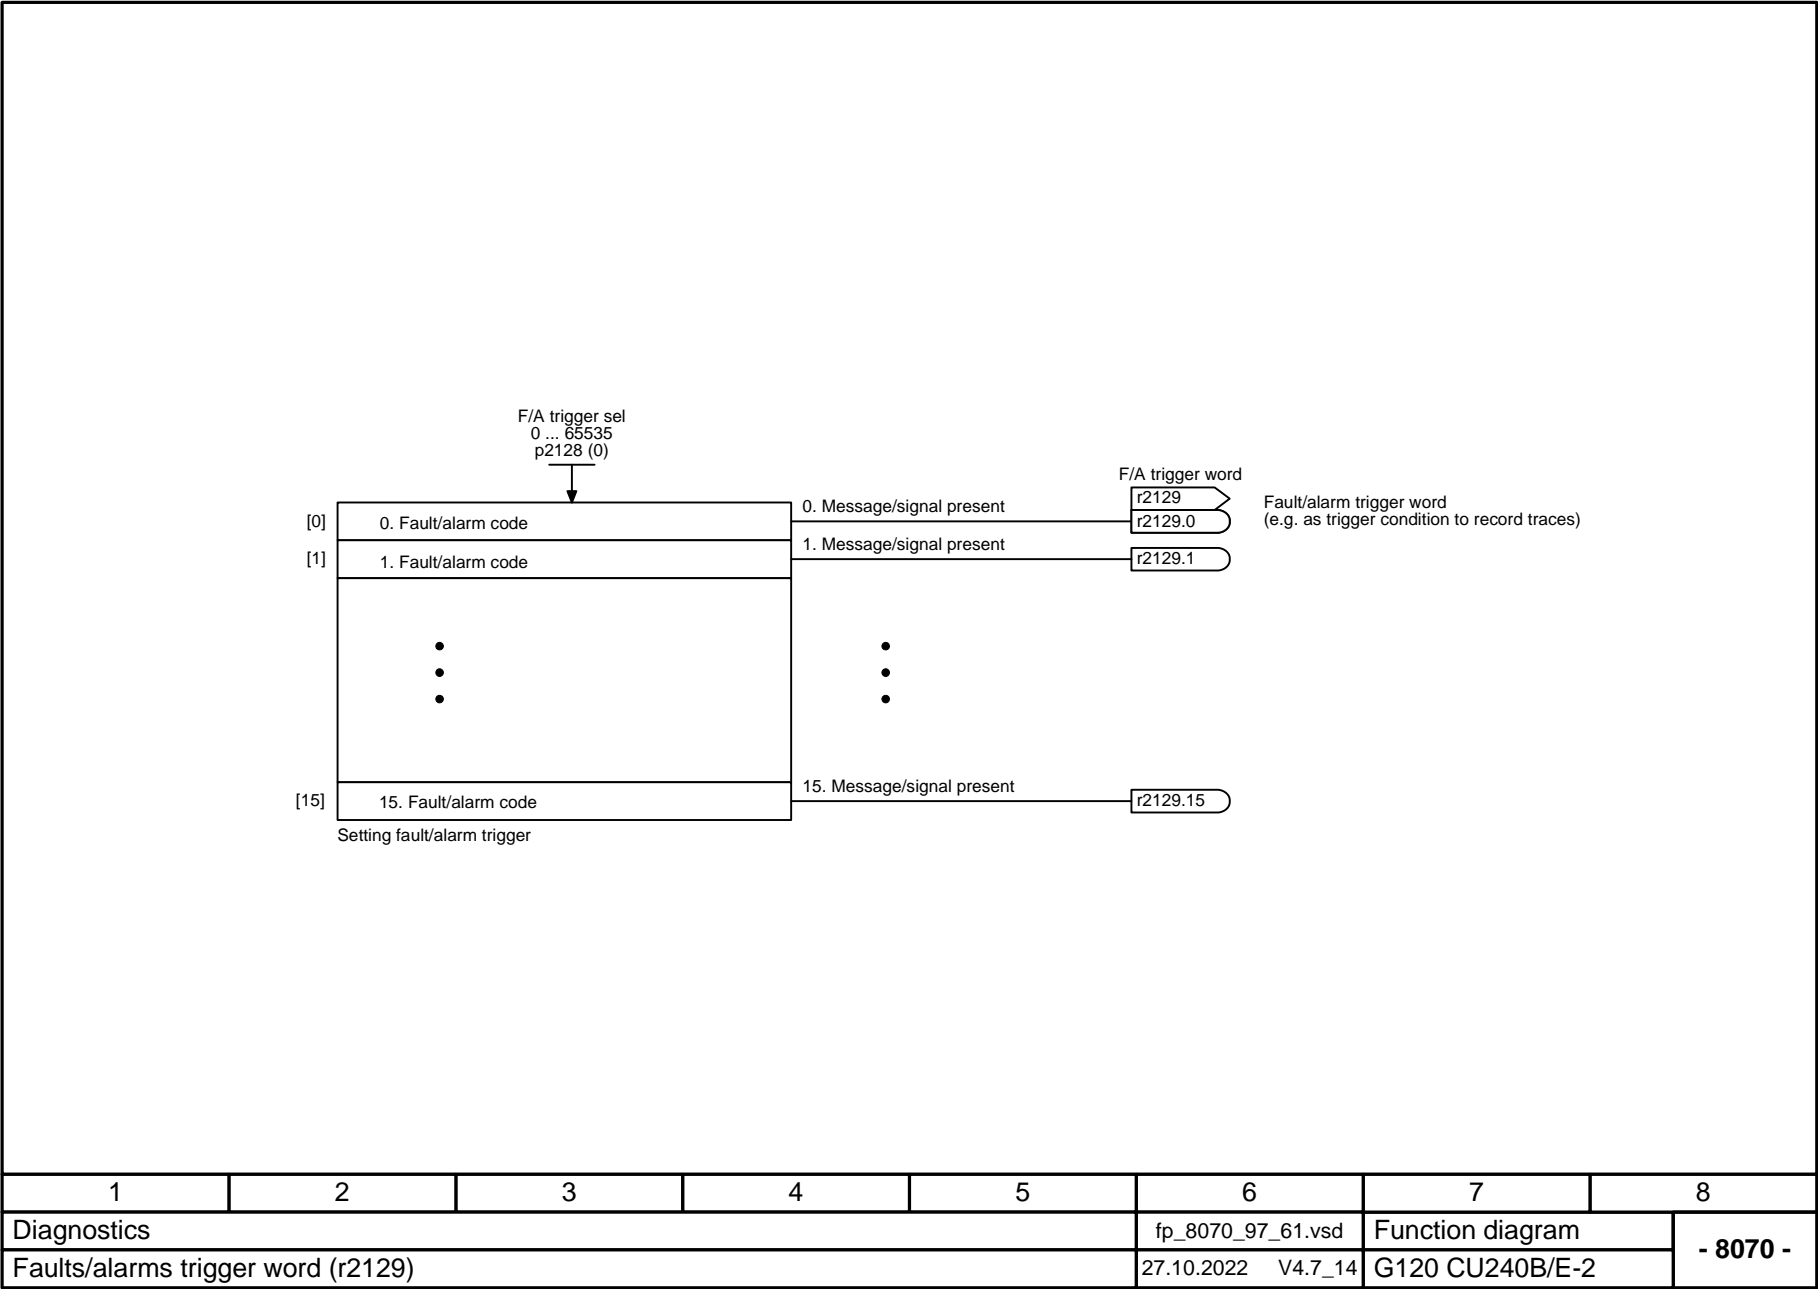 F/A trigger sel
0 ... 65535
p2128 (0)
F/A trigger word
r2129
Fault/alarm trigger word
(e.g. as trigger condition to record traces)
[0]
0. Fault/alarm code
0. Message/signal present
r2129.0
[1]
1. Fault/alarm code
1. Message/signal present
r2129.1
[15]
15. Fault/alarm code
15. Message/signal present
r2129.15
Setting fault/alarm trigger
1 2 3 4 5 6 7 8
Diagnostics
fp_8070_97_61.vsd
Function diagram
- 8070 -
Faults/alarms trigger word (r2129)
27.10.2022 V4.7_14
G120 CU240B/E-2